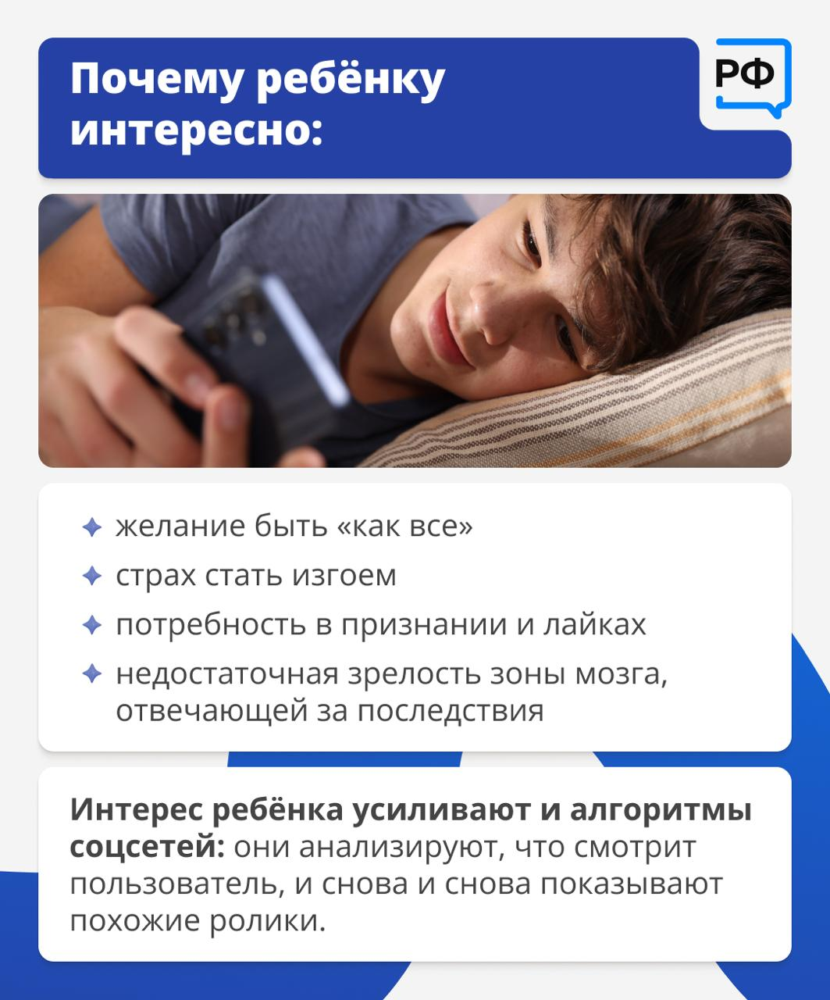 Почему ребёнку
интересно:
РФ
желание быть «как все»
страх стать изгоем
потребность в признании и лайках
недостаточная зрелость зоны мозга,
отвечающей за последствия
Интерес ребёнка усиливают и алгоритмы
соцсетей: они анализируют, что смотрит
пользователь, и снова и снова показывают
похожие ролики.